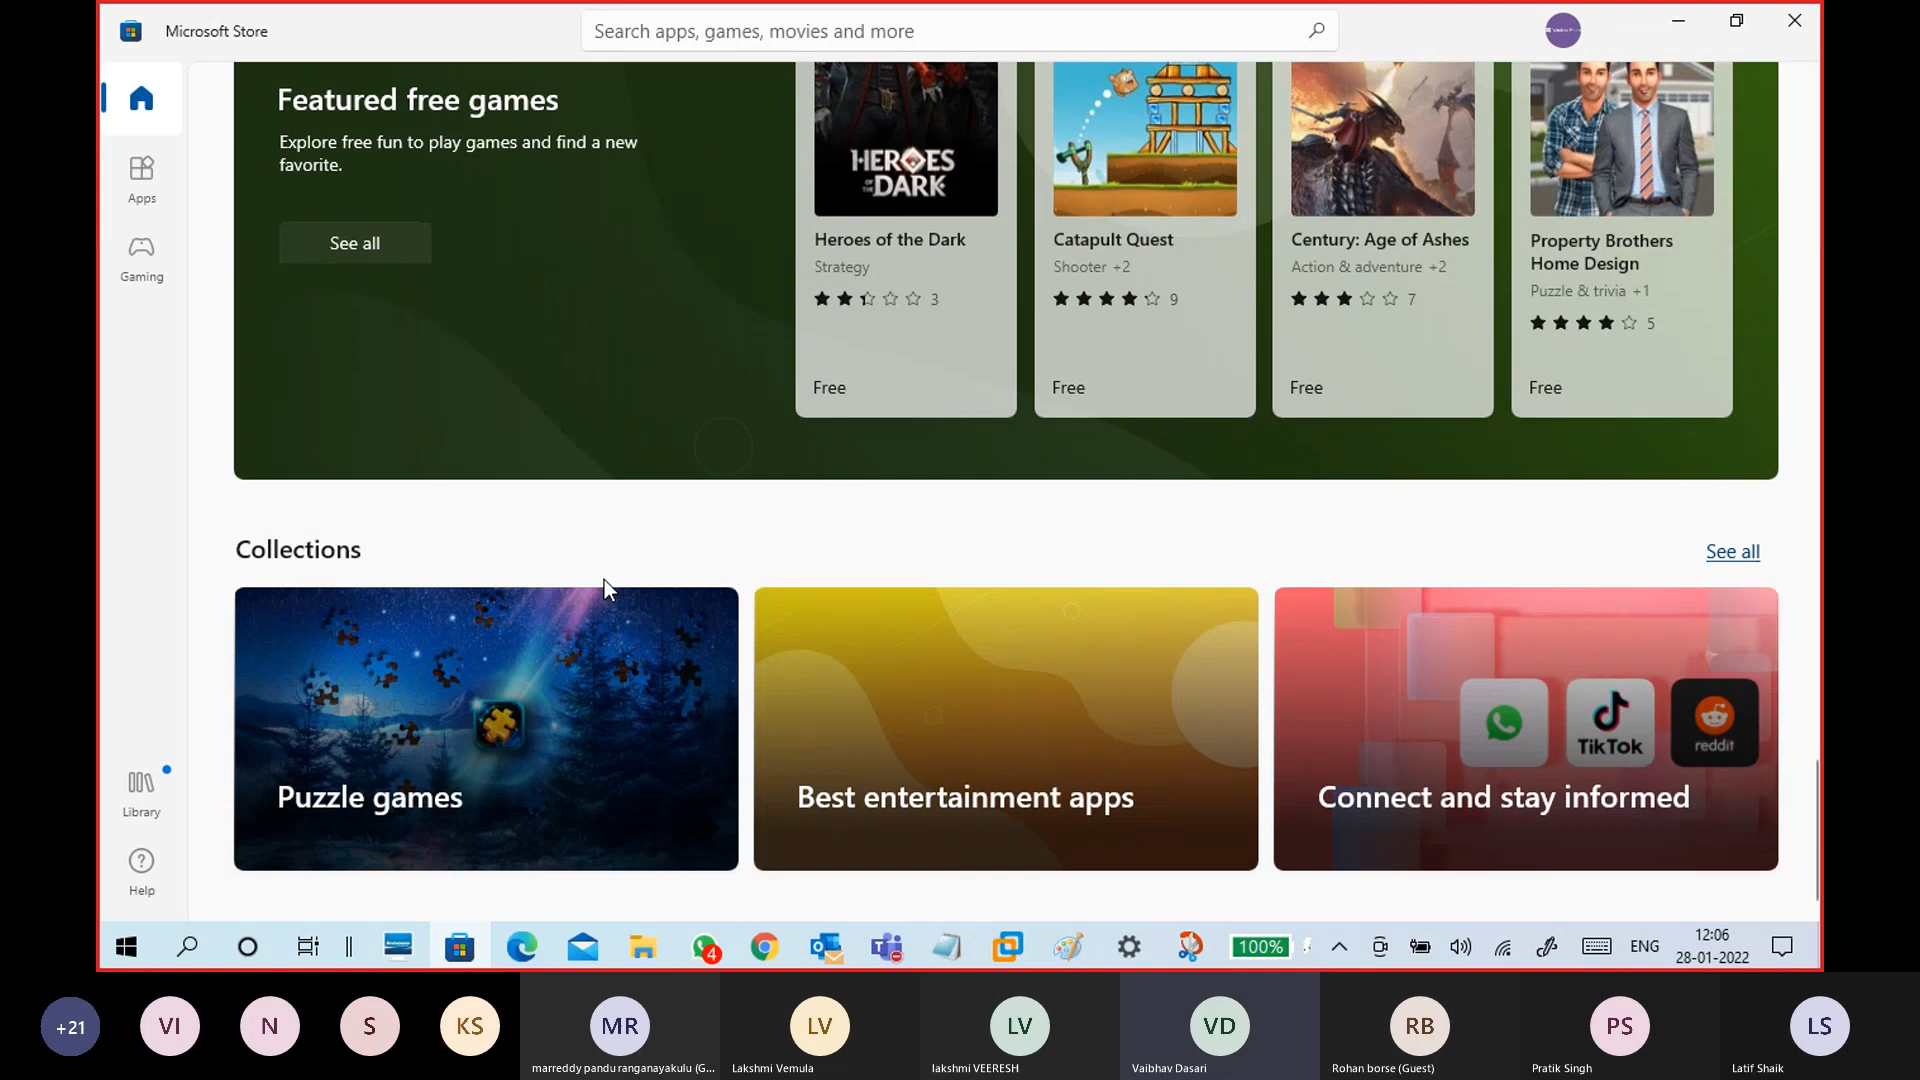 Microsoft Store
Search apps, games, movies and more
Apps
Gaming
Library
Help
Featured free games
Explore free fun to play games and find a new
favorite.
See all
HEROES
OF THE
DARK
Heroes of the Dark
Strategy
3
Free
Catapult Quest
Shooter +2
9
Free
Century: Age of Ashes
Action & adventure +2
7
Free
Property Brothers
Home Design
Puzzle & trivia +1
5
Free
Collections
See all
Puzzle games
Best entertainment apps
TikTok
reddit
Connect and stay informed
4
100%
ENG
12:06
28-01-2022
+21
VI
N
S
KS
MR
marreddy pandu ranganayakulu (G...
LV
Lakshmi Vemula
LV
lakshmi VEERESH
VD
Vaibhav Dasari
RB
Rohan borse (Guest)
PS
Pratik Singh
LS
Latif Shaik